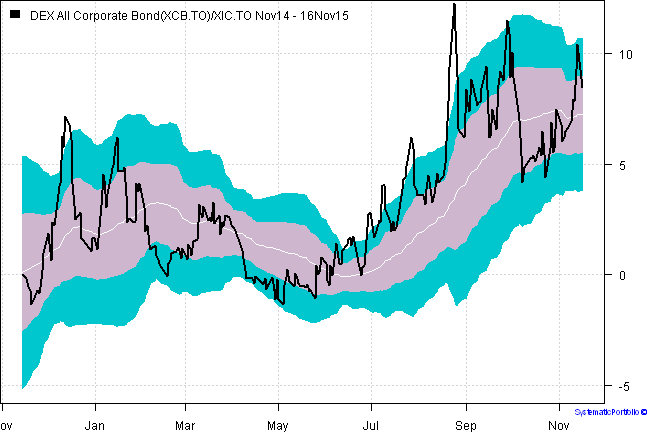 DEX All Corporate Bond(XCB.TO)/XIC.TO Nov14 - 16Nov15
10
5
0
-5
ov Jan Mar May Jul Sep Nov
SystematicPortfolio ©